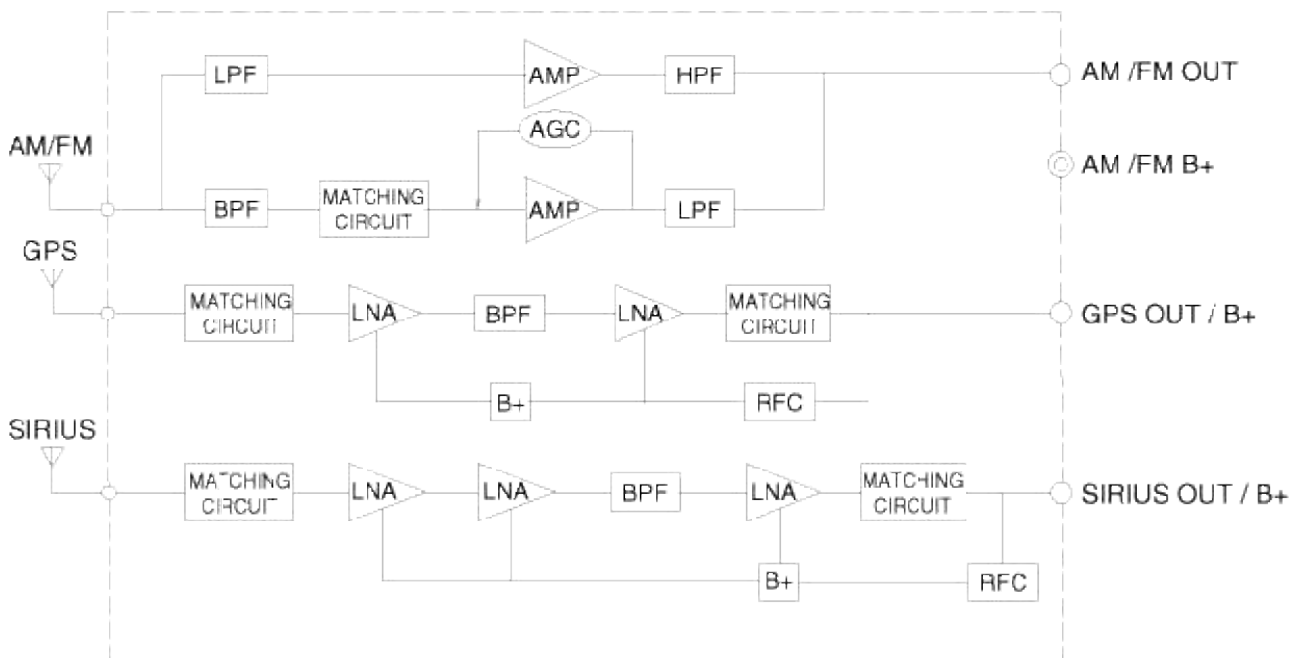 LPF
AMP
HPF
AM /FM OUT
AGC
AM/FM
AM /FM B+
BPF
MATCHING
CIRCUIT
AMP
LPF
GPS
MATCHING
CIRCUIT
LNA
BPF
LNA
MATCHING
CIRCUIT
GPS OUT / B+
B+
RFC
SIRIUS
MATCHING
CIRCUIT
LNA
LNA
BPF
LNA
MATCHING
CIRCUIT
SIRIUS OUT / B+
B+
RFC